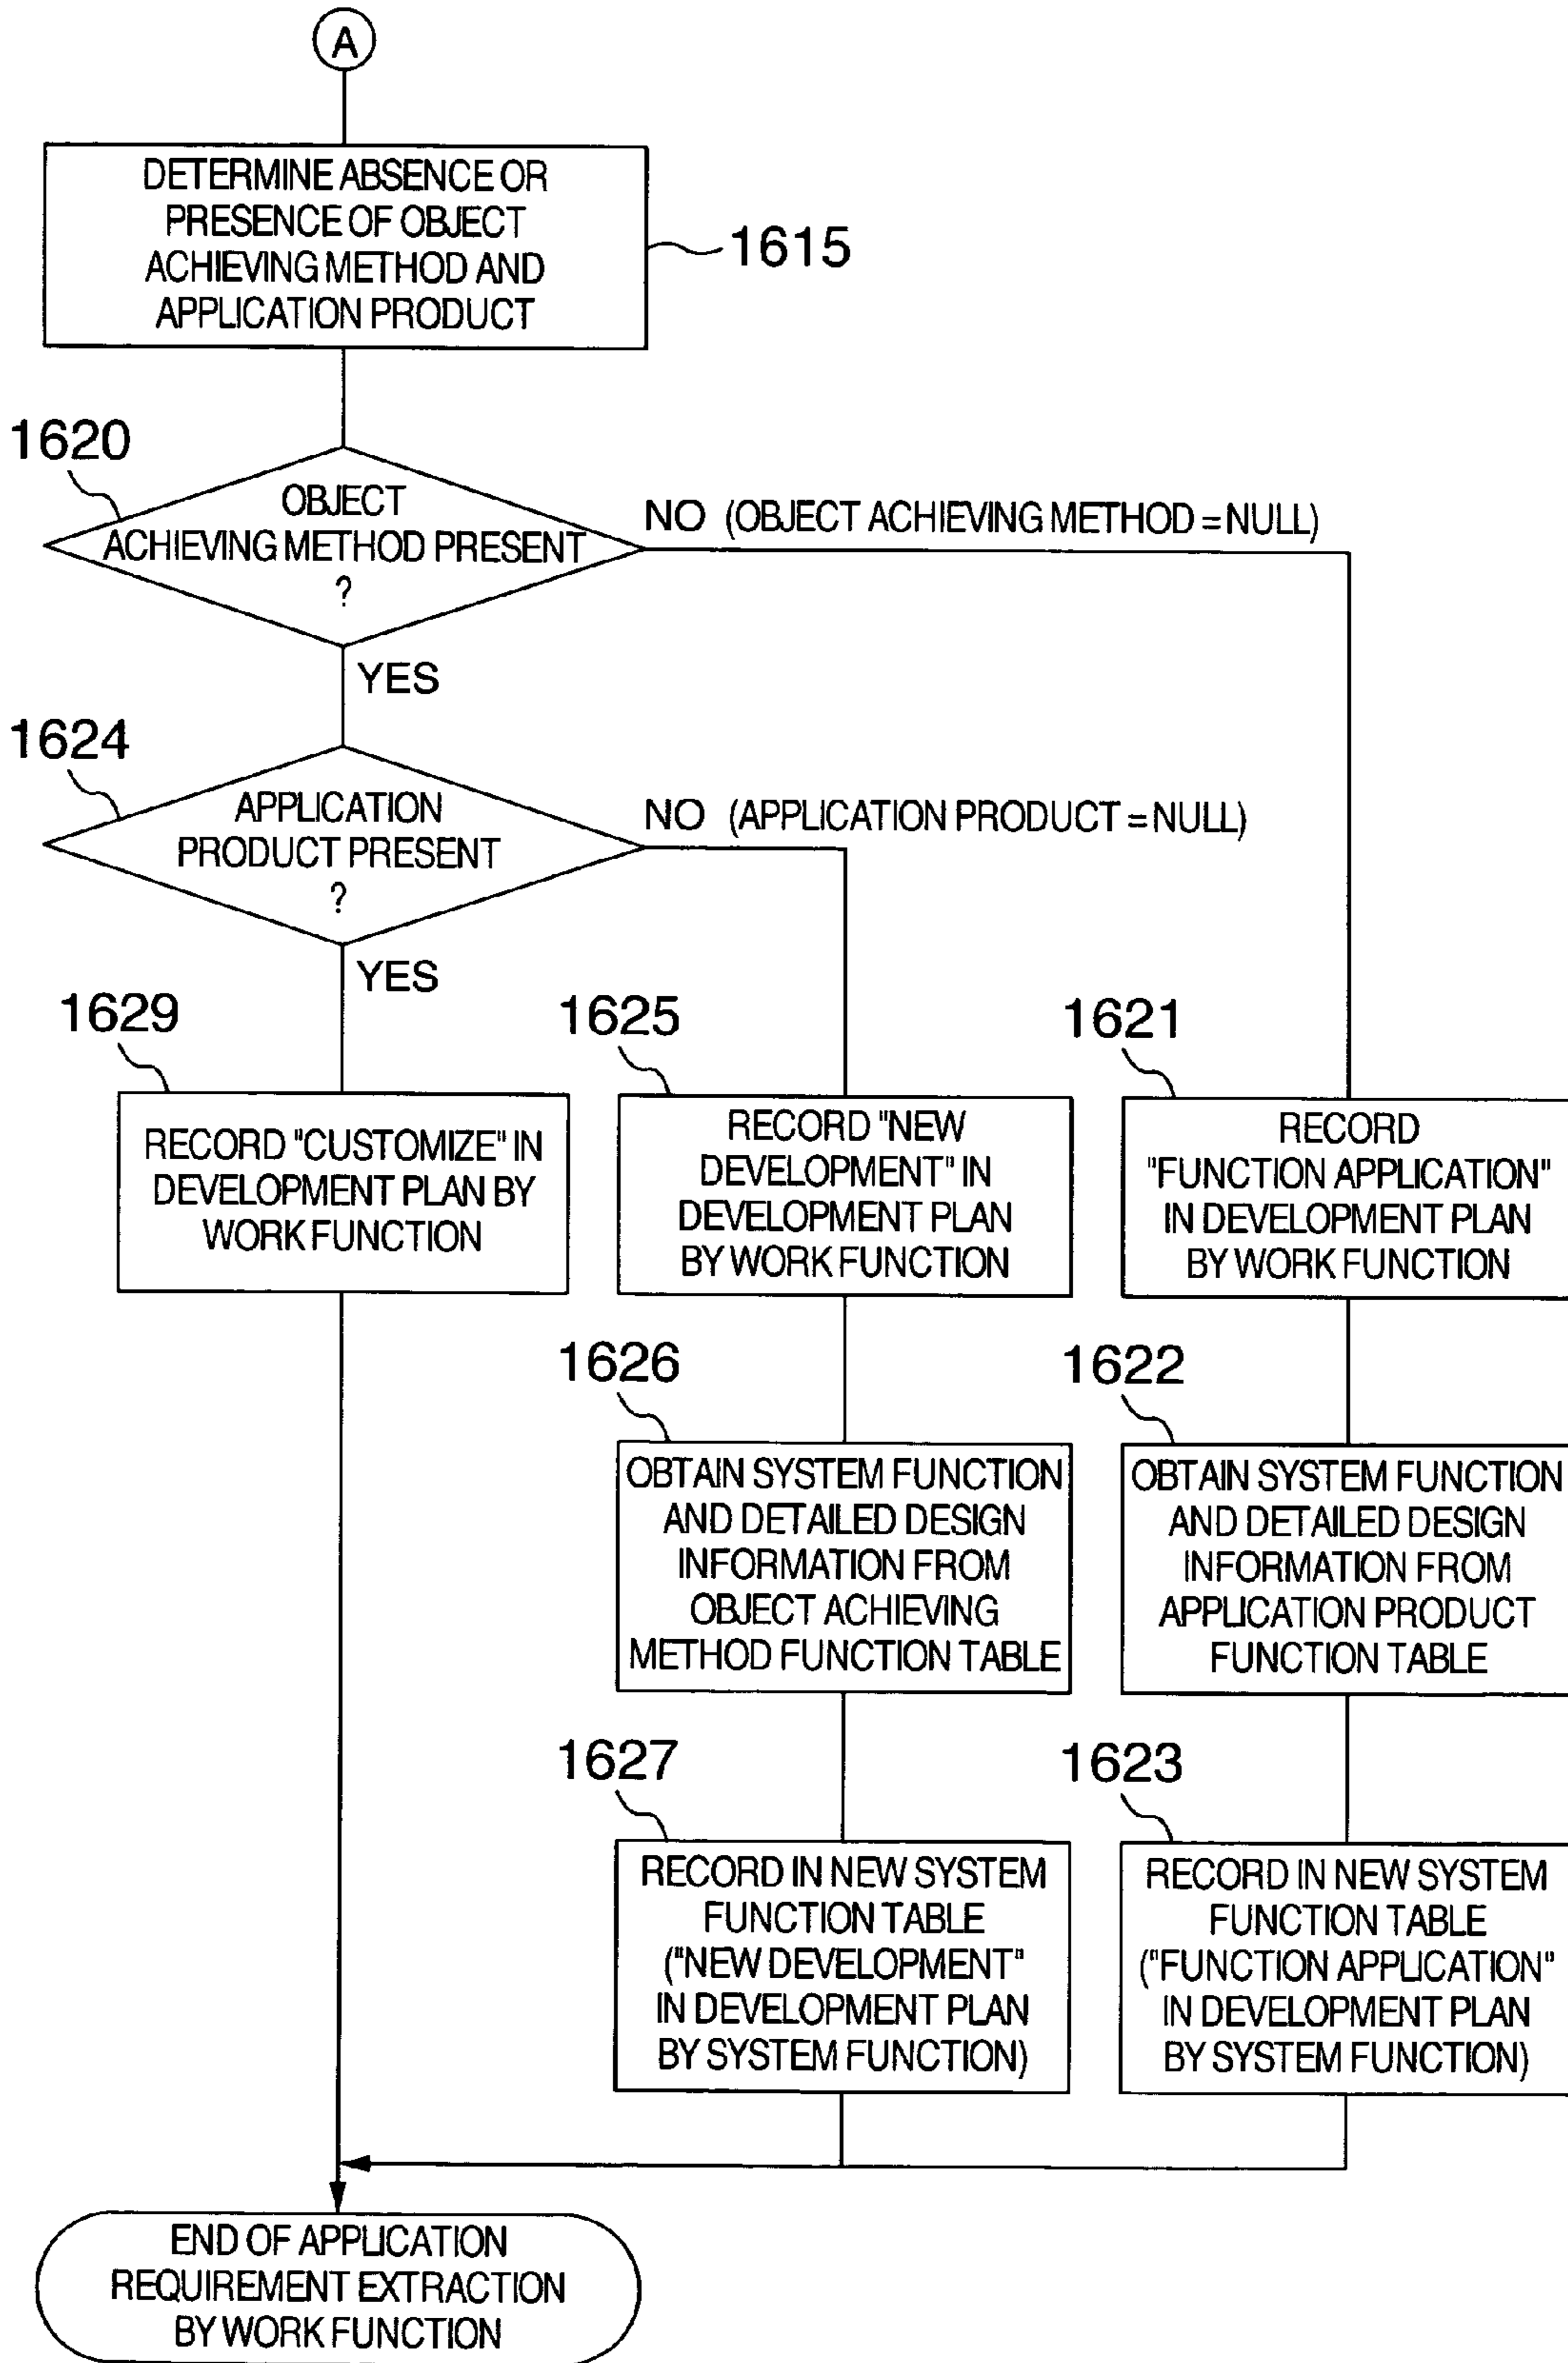 A
DETERMINE ABSENCE OR
PRESENCE OF OBJECT
ACHIEVING METHOD AND
APPLICATION PRODUCT
1615
1620
OBJECT
ACHIEVING METHOD PRESENT
?
NO (OBJECT ACHIEVING METHOD = NULL)
YES
1624
APPLICATION
PRODUCT PRESENT
?
NO (APPLICATION PRODUCT = NULL)
YES
1629
RECORD "CUSTOMIZE" IN
DEVELOPMENT PLAN BY
WORK FUNCTION
1625
RECORD "NEW
DEVELOPMENT" IN
DEVELOPMENT PLAN
BY WORK FUNCTION
1621
RECORD
"FUNCTION APPLICATION"
IN DEVELOPMENT PLAN
BY WORK FUNCTION
1626
OBTAIN SYSTEM FUNCTION
AND DETAILED DESIGN
INFORMATION FROM
OBJECT ACHIEVING
METHOD FUNCTION TABLE
1622
OBTAIN SYSTEM FUNCTION
AND DETAILED DESIGN
INFORMATION FROM
APPLICATION PRODUCT
FUNCTION TABLE
1627
RECORD IN NEW SYSTEM
FUNCTION TABLE
("NEW DEVELOPMENT"
IN DEVELOPMENT PLAN
BY SYSTEM FUNCTION)
1623
RECORD IN NEW SYSTEM
FUNCTION TABLE
("FUNCTION APPLICATION"
IN DEVELOPMENT PLAN
BY SYSTEM FUNCTION)
END OF APPLICATION
REQUIREMENT EXTRACTION
BY WORK FUNCTION